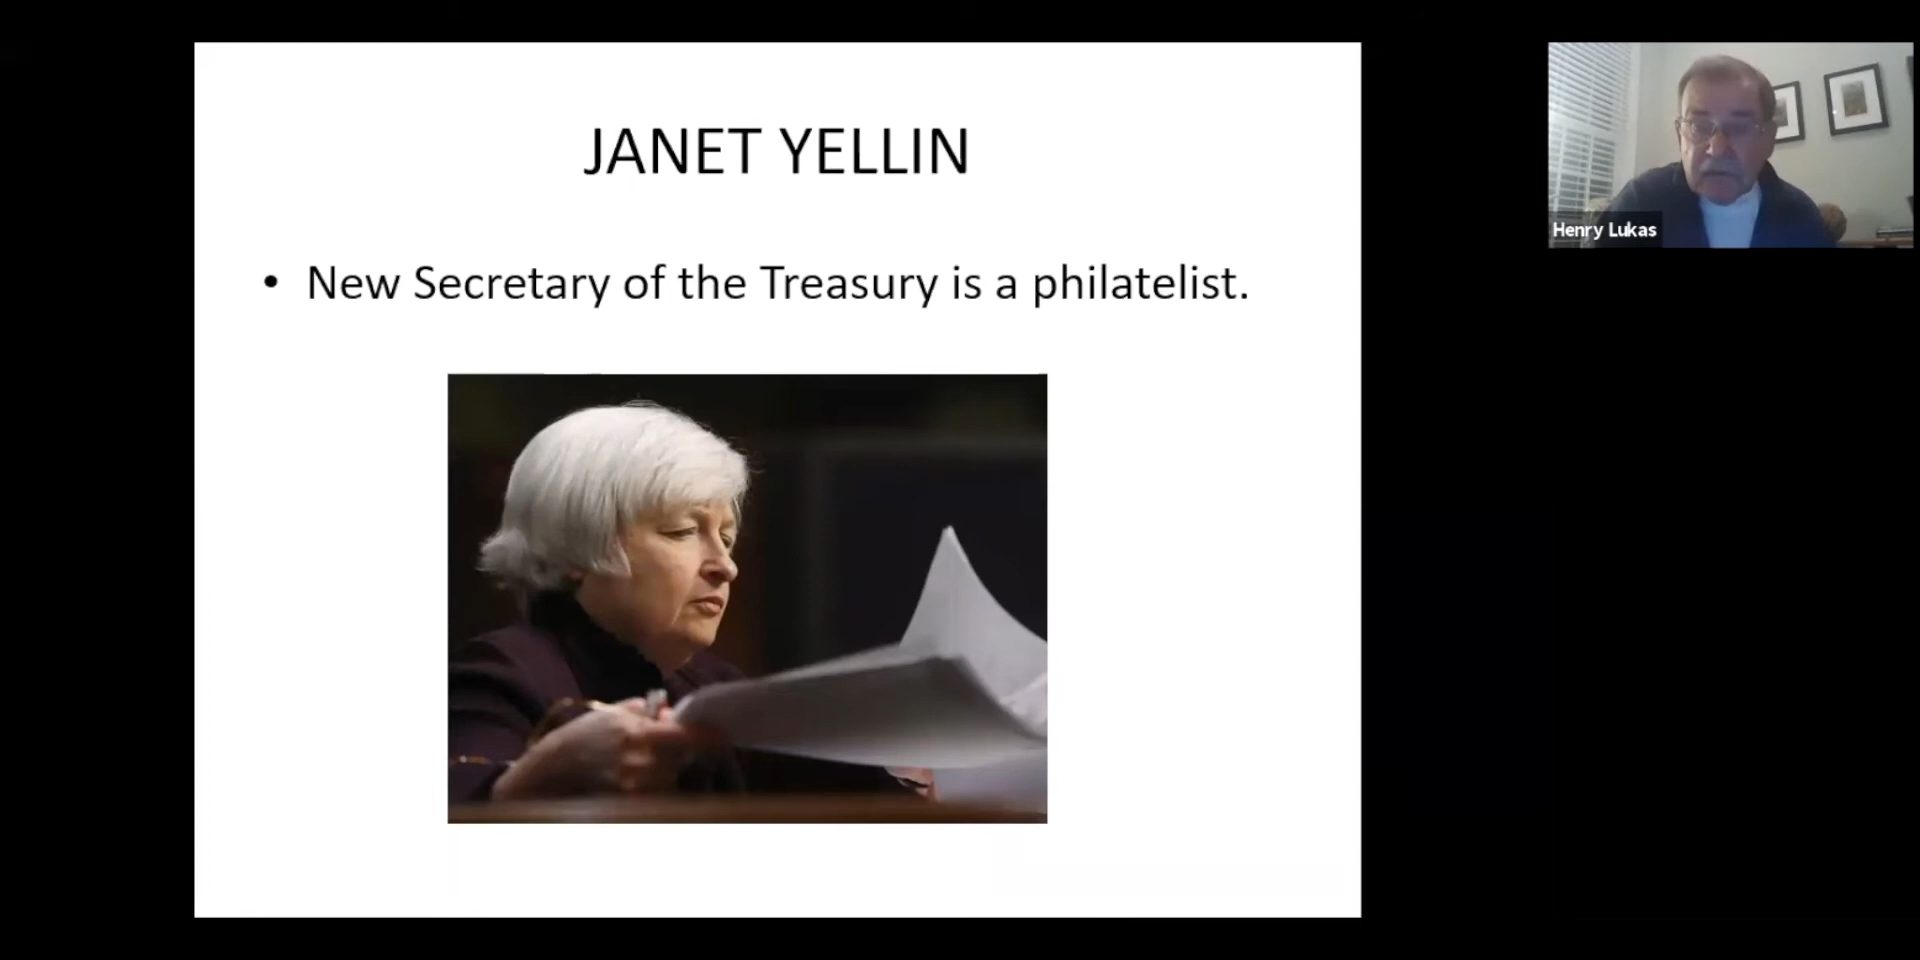 JANET YELLIN
• New Secretary of the Treasury is a philatelist.
Henry Lukas